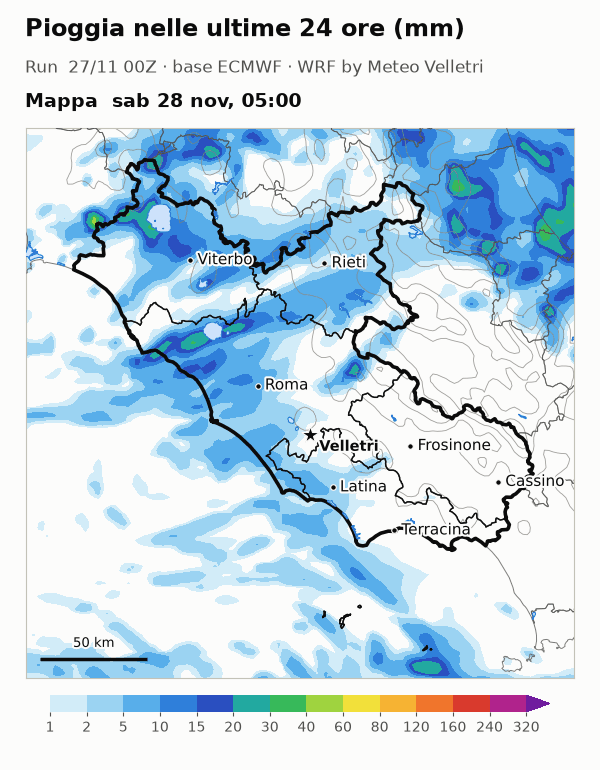 Pioggia nelle ultime 24 ore (mm)
Run 27/11 00Z · base ECMWF · WRF by Meteo Velletri
Mappa sab 28 nov, 05:00
Viterbo
Rieti
Roma
Velletri
Frosinone
Cassino
Latina
Terracina
50 km
1 2 5 10 15 20 30 40 60 80 120 160 240 320